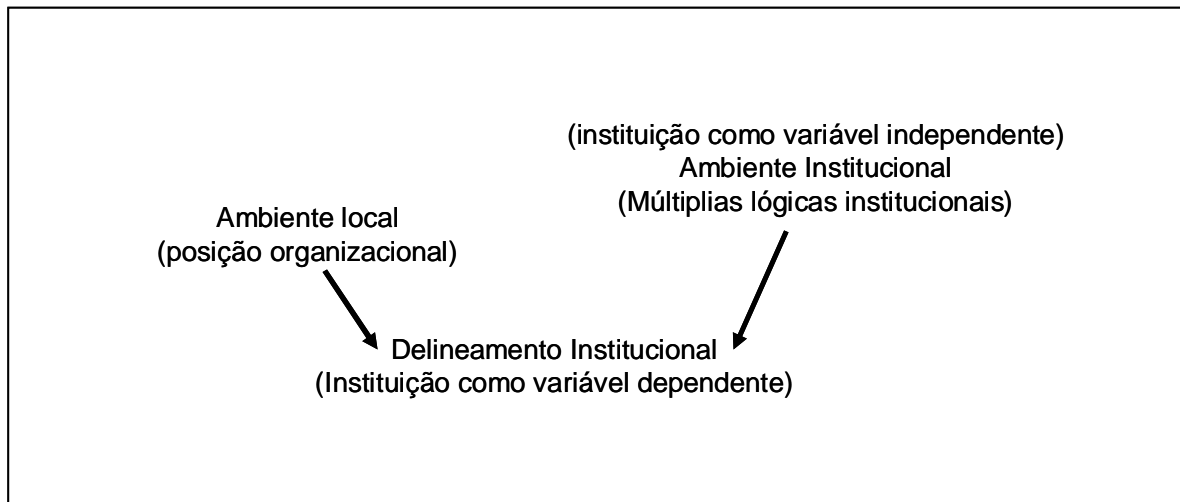 (instituição como variável independente)
Ambiente Institucional
(Múltiplias lógicas institucionais)
Ambiente local
(posição organizacional)
Delineamento Institucional
(Instituição como variável dependente)